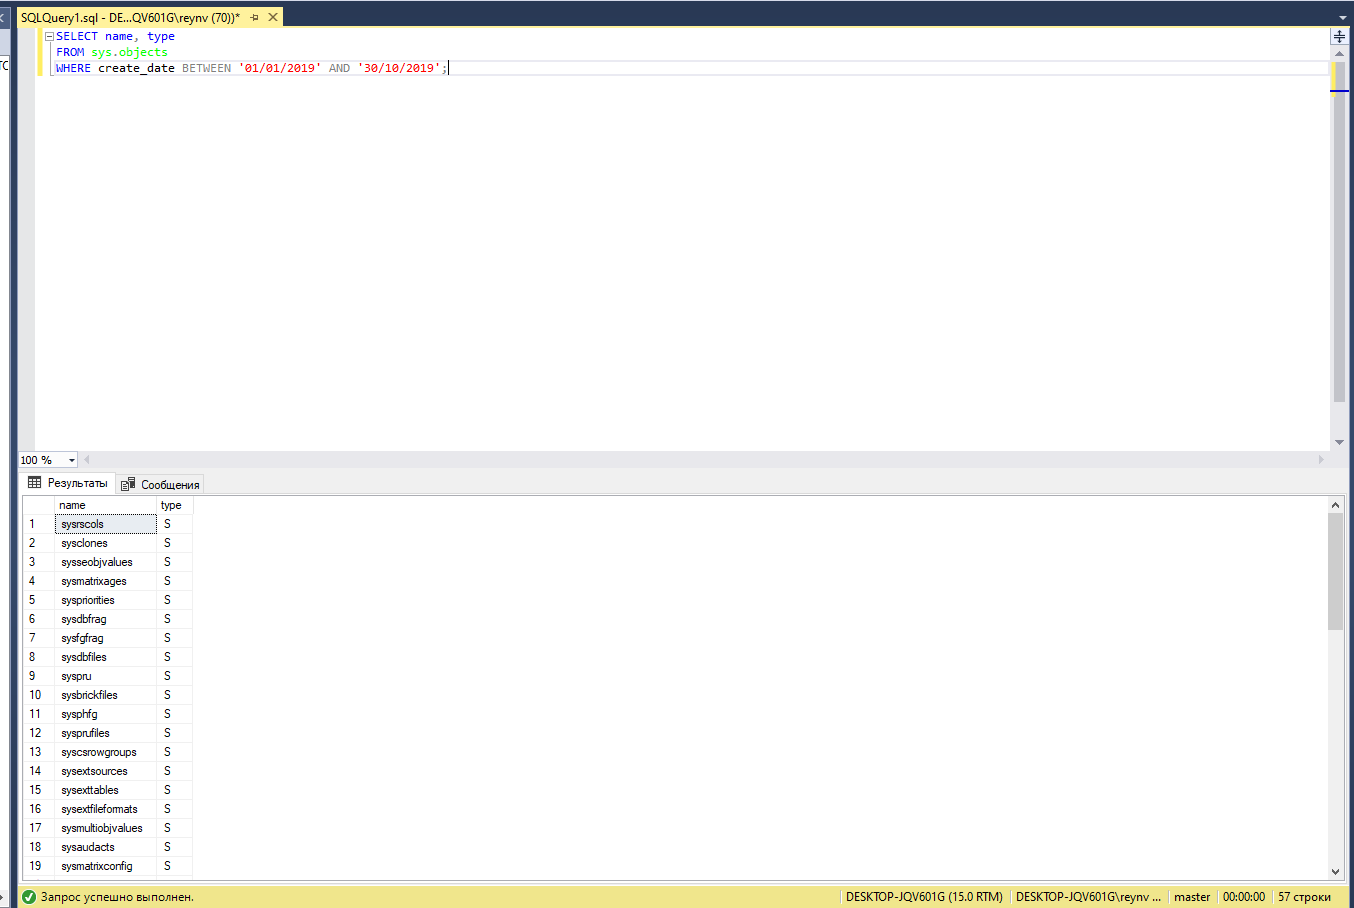 SQLQuery1.sql - DE...QV601G\reynv (70))*
SELECT name, type
FROM sys.objects
WHERE create_date BETWEEN '01/01/2019' AND '30/10/2019';
100 %
Результаты Сообщения
name type
1 sysrscols S
2 sysclones S
3 sysseobjvalues S
4 sysmatrixages S
5 syspriorities S
6 sysdbfrag S
7 sysfgfrag S
8 sysdbfiles S
9 syspru S
10 sysbrickfiles S
11 sysphfg S
12 sysprufiles S
13 syscsrowgroups S
14 sysextsources S
15 sysexttables S
16 sysextfileformats S
17 sysmultiobjvalues S
18 sysaudacts S
19 sysmatrixconfig S
Запрос успешно выполнен. DESKTOP-JQV601G (15.0 RTM) DESKTOP-JQV601G\reynv ... master 00:00:00 57 строки